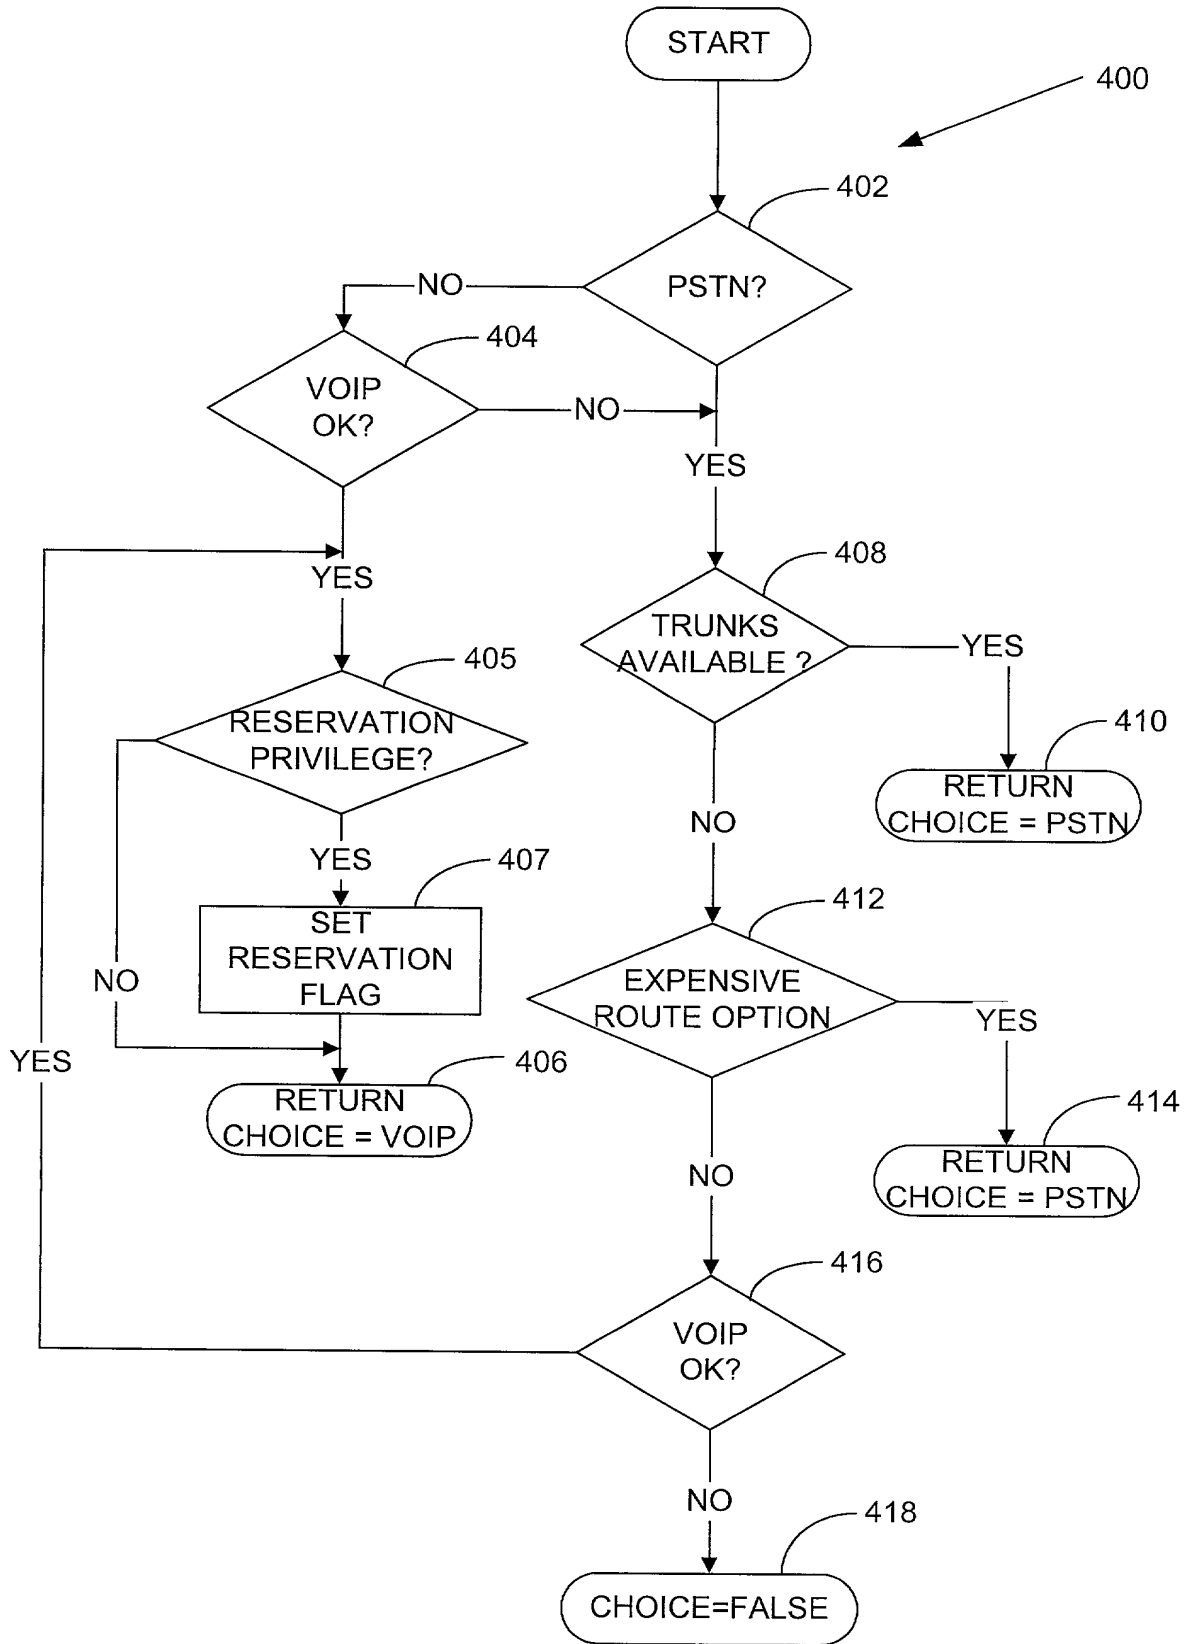 START
400
402
PSTN?
NO
404
VOIP
OK?
NO
YES
408
YES
TRUNKS
AVAILABLE ?
YES
405
RESERVATION
PRIVILEGE?
410
RETURN
CHOICE = PSTN
NO
YES
407
412
SET
RESERVATION
FLAG
NO
EXPENSIVE
ROUTE OPTION
YES
YES
406
RETURN
CHOICE = VOIP
414
RETURN
CHOICE = PSTN
NO
416
VOIP
OK?
NO
418
CHOICE=FALSE